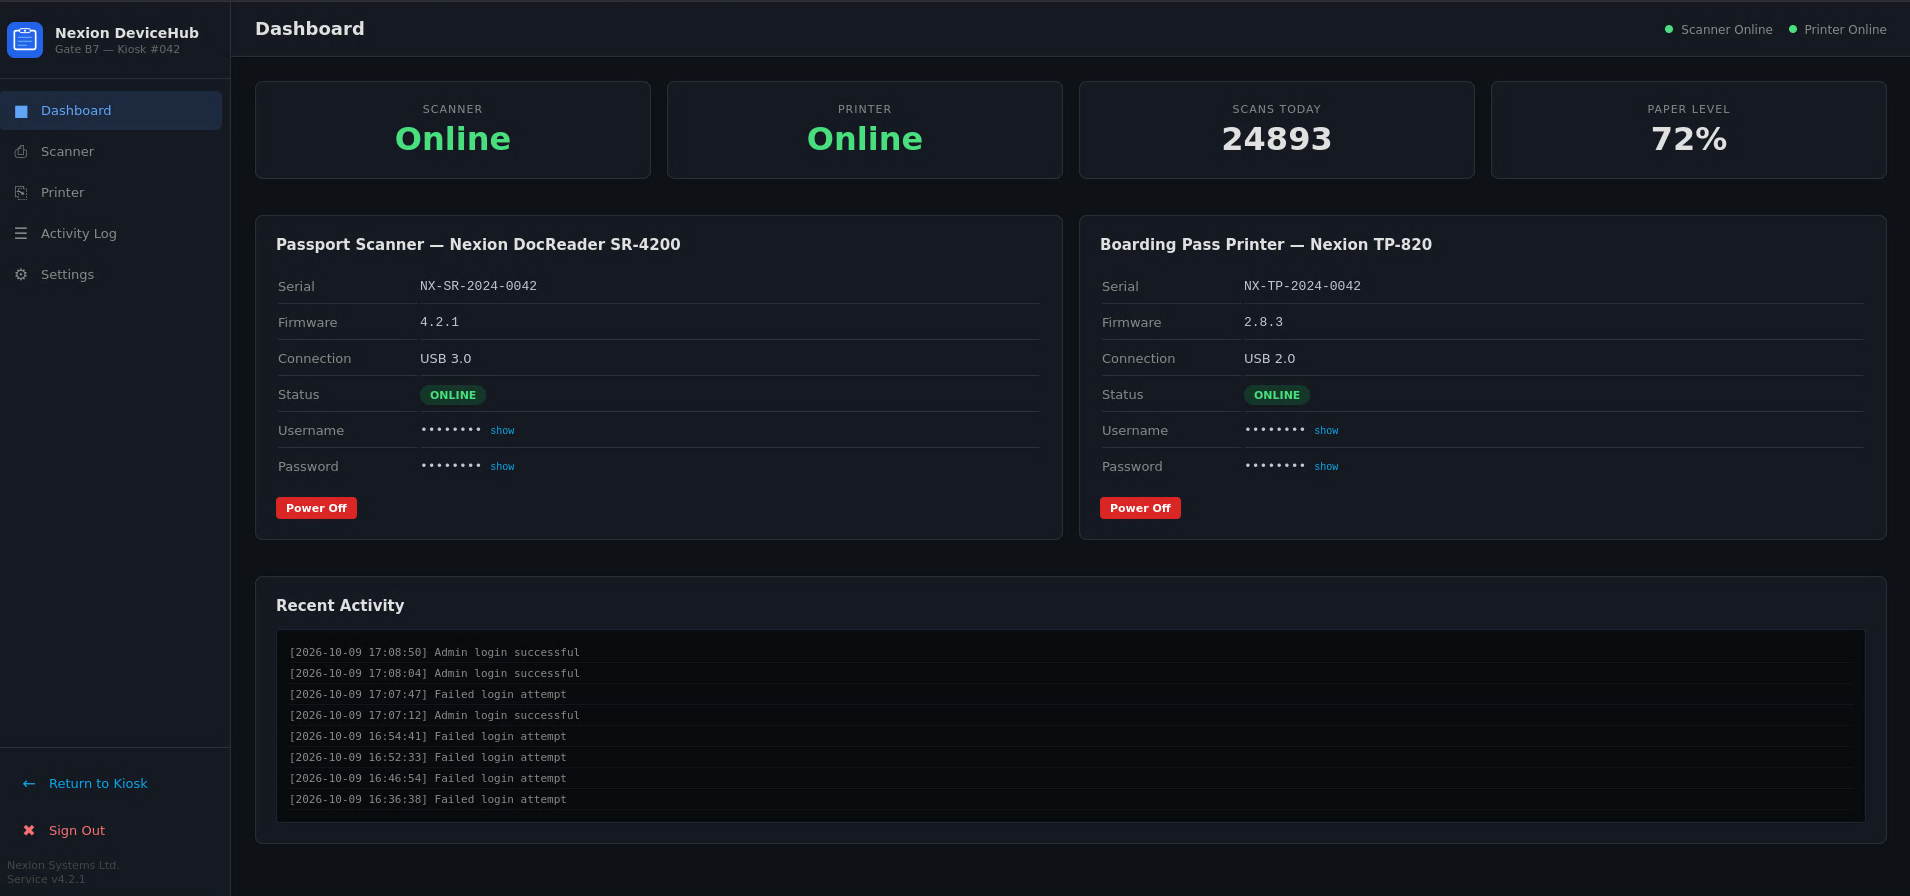 Nexion DeviceHub
Gate B7 — Kiosk #042
Dashboard
Scanner
Printer
Activity Log
Settings
Return to Kiosk
Sign Out
Nexion Systems Ltd.
Service v4.2.1
Dashboard
Scanner Online
Printer Online
SCANNER
Online
PRINTER
Online
SCANS TODAY
24893
PAPER LEVEL
72%
Passport Scanner — Nexion DocReader SR-4200
Serial NX-SR-2024-0042
Firmware 4.2.1
Connection USB 3.0
Status ONLINE
Username •••••••• show
Password •••••••• show
Power Off
Boarding Pass Printer — Nexion TP-820
Serial NX-TP-2024-0042
Firmware 2.8.3
Connection USB 2.0
Status ONLINE
Username •••••••• show
Password •••••••• show
Power Off
Recent Activity
[2026-10-09 17:08:50] Admin login successful
[2026-10-09 17:08:04] Admin login successful
[2026-10-09 17:07:47] Failed login attempt
[2026-10-09 17:07:12] Admin login successful
[2026-10-09 16:54:41] Failed login attempt
[2026-10-09 16:52:33] Failed login attempt
[2026-10-09 16:46:54] Failed login attempt
[2026-10-09 16:36:38] Failed login attempt